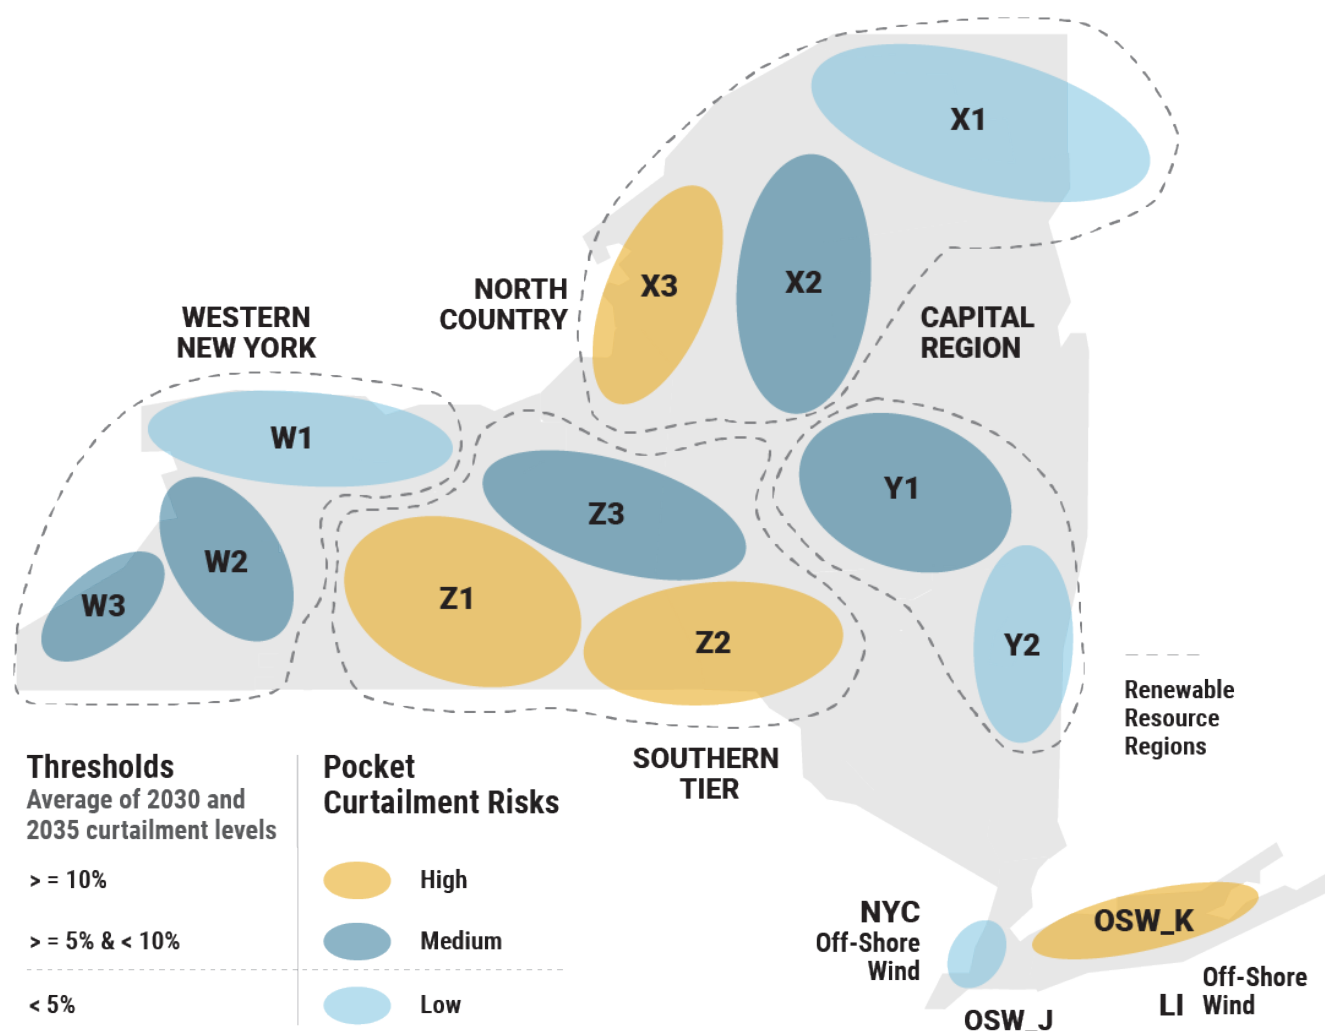 X1
X3
X2
NORTH
COUNTRY
WESTERN
NEW YORK
CAPITAL
REGION
W1
Z3
Y1
W2
W3
Z1
Z2
Y2
Renewable
Resource
Regions
SOUTHERN
TIER
Thresholds
Average of 2030 and
2035 curtailment levels
Pocket
Curtailment Risks
> = 10%
High
> = 5% & < 10%
Medium
< 5%
Low
NYC
Off-Shore
Wind
OSW_K
OSW_J
LI
Off-Shore
Wind